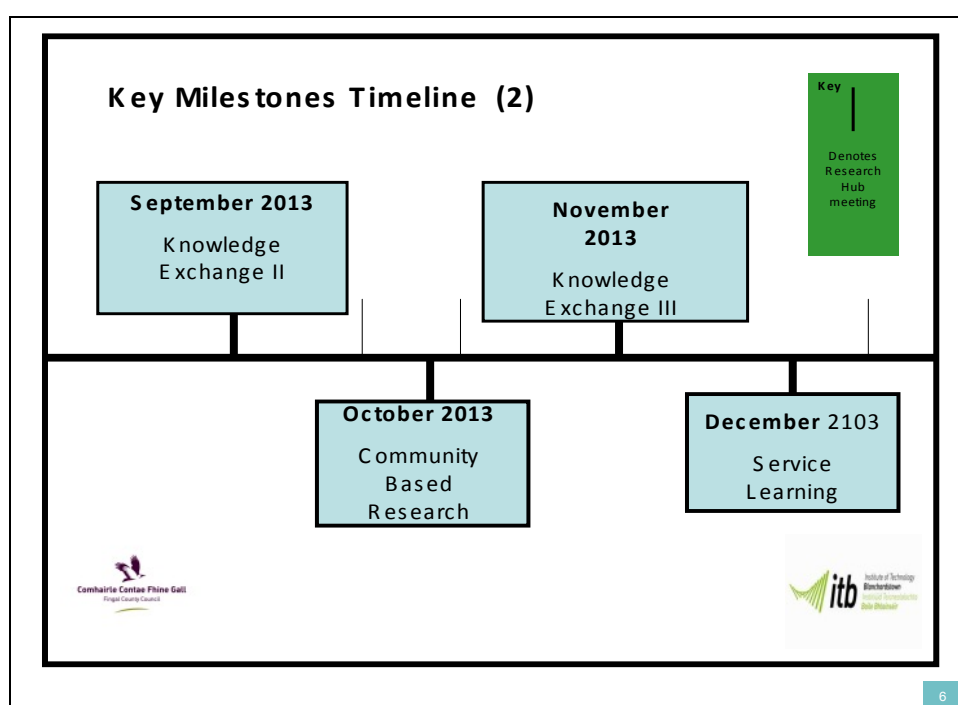 Key Milestones Timeline (2)
Key
Denotes
Research
Hub
meeting
September 2013
Knowledge
Exchange II
November
2013
Knowledge
Exchange III
October 2013
Community
Based
Research
December 2103
Service
Learning
Comhairle Contae Fhine Gall
Fingal County Council
itb
Institute of Technology
Blanchardstown
6